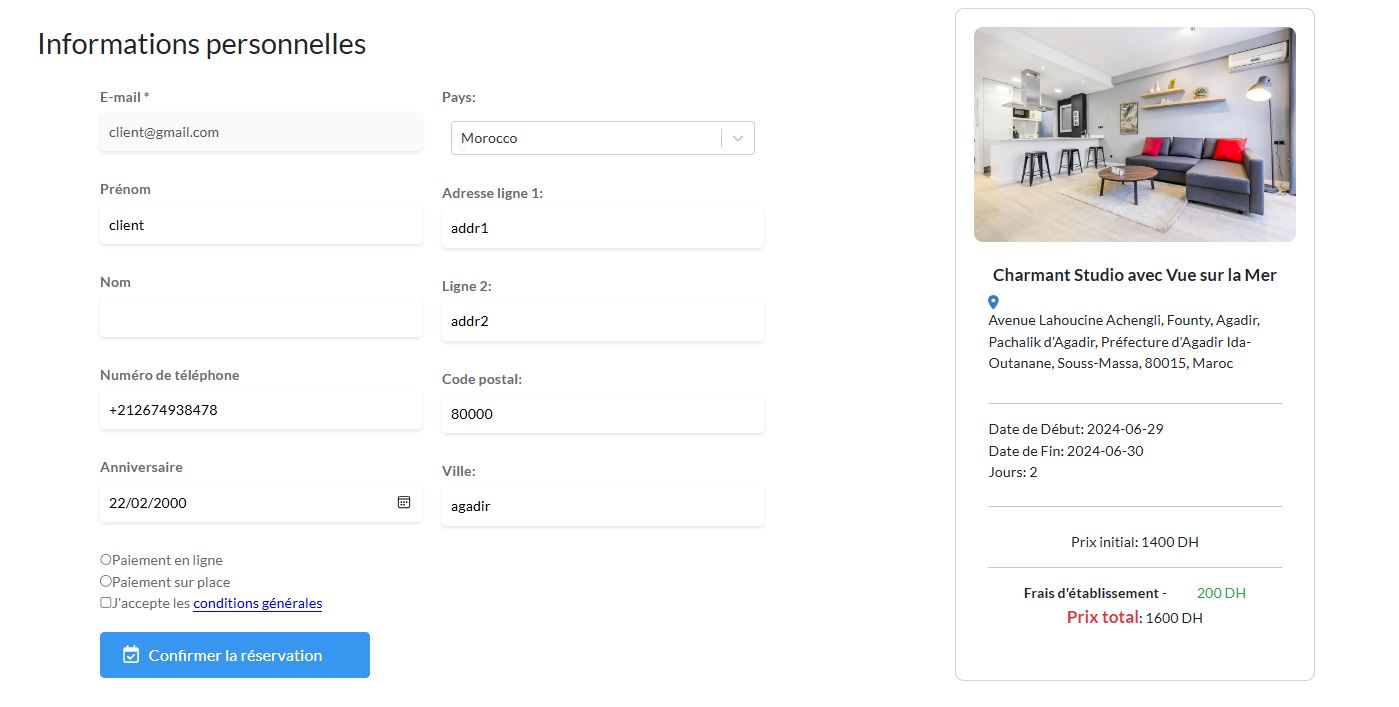 Informations personnelles
E-mail *
client@gmail.com
Prénom
client
Nom
Numéro de téléphone
+212674938478
Anniversaire
22/02/2000
Paiement en ligne
Paiement sur place
J'accepte les conditions générales
Confirmer la réservation
Pays:
Morocco
Adresse ligne 1:
addr1
Ligne 2:
addr2
Code postal:
80000
Ville:
agadir
Charmant Studio avec Vue sur la Mer
Avenue Lahoucine Achengli, Founty, Agadir,
Pachalik d'Agadir, Préfecture d'Agadir Ida-
Outanane, Souss-Massa, 80015, Maroc
Date de Début: 2024-06-29
Date de Fin: 2024-06-30
Jours: 2
Prix initial: 1400 DH
Frais d'établissement - 200 DH
Prix total: 1600 DH